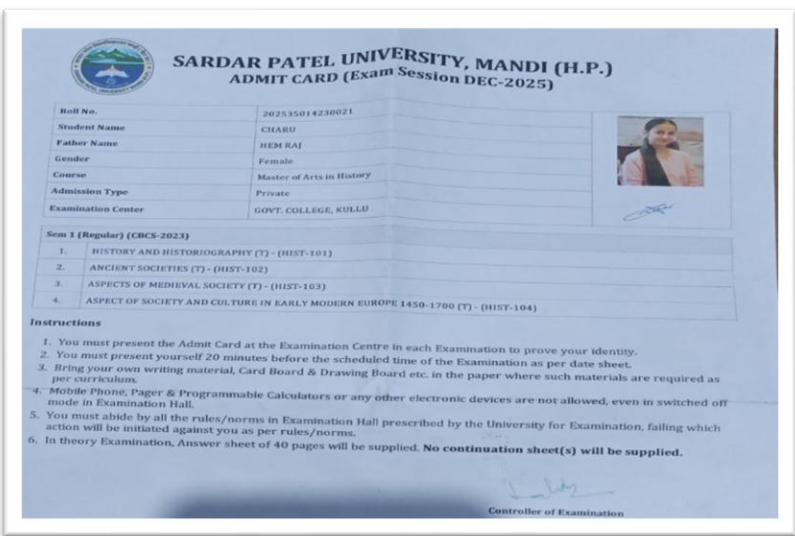 SARDAR PATEL UNIVERSITY, MANDI (H.P.)
ADMIT CARD (Exam Session DEC-2025)
Roll No. 202535014230021
Student Name CHARU
Father Name HEM RAJ
Gender Female
Course Master of Arts in History
Admission Type Private
Examination Center GOVT. COLLEGE, KULLU
Sem 1 (Regular) (CBCS-2023)
1. HISTORY AND HISTORIOGRAPHY (T) - (HIST-101)
2. ANCIENT SOCIETIES (T) - (HIST-102)
3. ASPECTS OF MEDIEVAL SOCIETY (T) - (HIST-103)
4. ASPECT OF SOCIETY AND CULTURE IN EARLY MODERN EUROPE 1450-1700 (T) - (HIST-104)
Instructions
1. You must present the Admit Card at the Examination Centre in each Examination to prove your identity.
2. You must present yourself 20 minutes before the scheduled time of the Examination as per date sheet.
3. Bring your own writing material, Card Board & Drawing Board etc. in the paper where such materials are required as
per curriculum.
4. Mobile Phone, Pager & Programmable Calculators or any other electronic devices are not allowed, even in switched off
mode in Examination Hall.
5. You must abide by all the rules/norms in Examination Hall prescribed by the University for Examination, failing which
action will be initiated against you as per rules/norms.
6. In theory Examination, Answer sheet of 40 pages will be supplied. No continuation sheet(s) will be supplied.
Controller of Examination